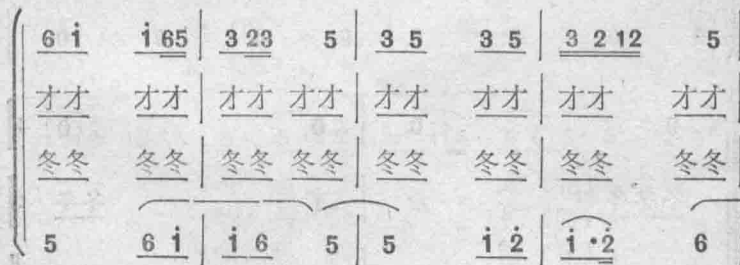 6 i̇ i̇ 65 | 3 23 5 | 3 5 3 5 | 3 2 12 5 |
才才 才才 | 才才 才才 | 才才 才才 | 才才 才才 |
冬冬 冬冬 | 冬冬 冬冬 | 冬冬 冬冬 | 冬冬 冬冬 |
5 6 i̇ | i̇ 6 5 | 5 i̇ 2̇ | i̇ · 2̇ 6 |